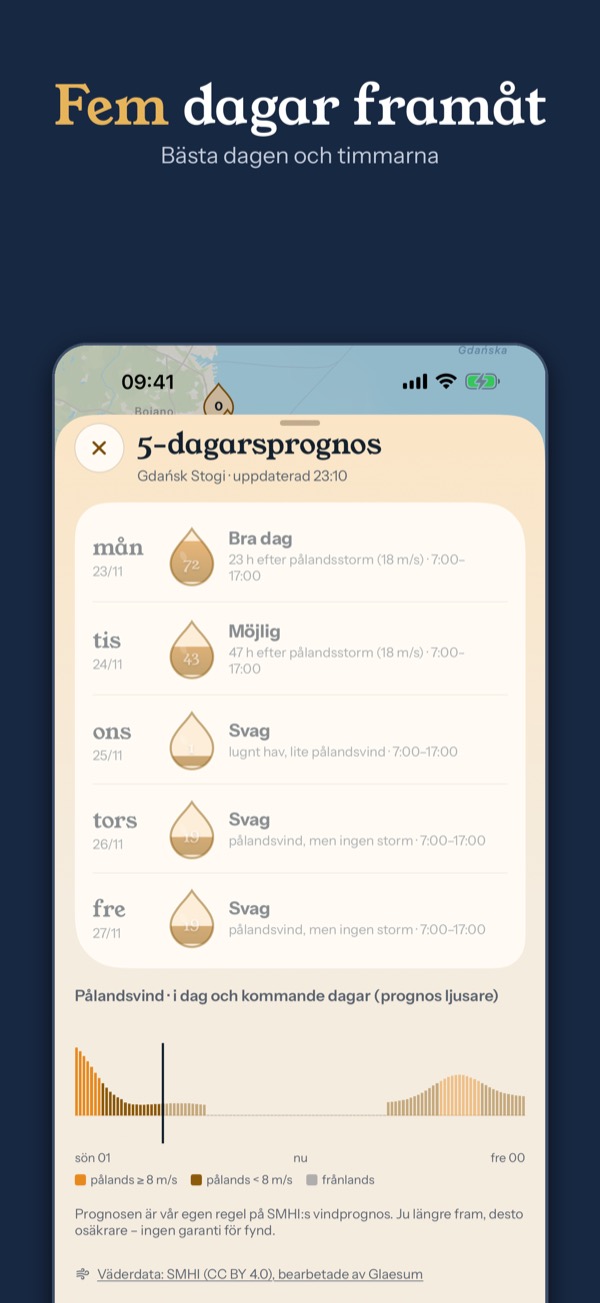 Fem dagar framåt
Bästa dagen och timmarna
Gdańska
09:41
Bojano
0
5-dagarsprognos
Gdańsk Stogi · uppdaterad 23:10
mån
23/11
72
Bra dag
23 h efter pålandsstorm (18 m/s) · 7:00–
17:00
tis
24/11
43
Möjlig
47 h efter pålandsstorm (18 m/s) · 7:00–
17:00
ons
25/11
Svag
lugnt hav, lite pålandsvind · 7:00–17:00
tors
26/11
19
Svag
pålandsvind, men ingen storm · 7:00–17:00
fre
27/11
19
Svag
pålandsvind, men ingen storm · 7:00–17:00
Pålandsvind · i dag och kommande dagar (prognos ljusare)
sön 01
nu
fre 00
pålands ≥ 8 m/s
pålands < 8 m/s
frånlands
Prognosen är vår egen regel på SMHI:s vindprognos. Ju längre fram, desto
osäkrare – ingen garanti för fynd.
Väderdata: SMHI (CC BY 4.0), bearbetade av Glaesum